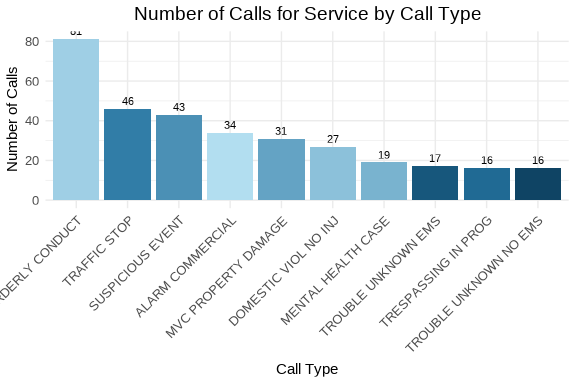 Number of Calls for Service by Call Type
Number of Calls
80
60
40
20
0
81
46
43
34
31
27
19
17
16
16
RDERLY CONDUCT
TRAFFIC STOP
SUSPICIOUS EVENT
ALARM COMMERCIAL
MVC PROPERTY DAMAGE
DOMESTIC VIOL NO INJ
MENTAL HEALTH CASE
TROUBLE UNKNOWN EMS
TRESPASSING IN PROG
TROUBLE UNKNOWN NO EMS
Call Type